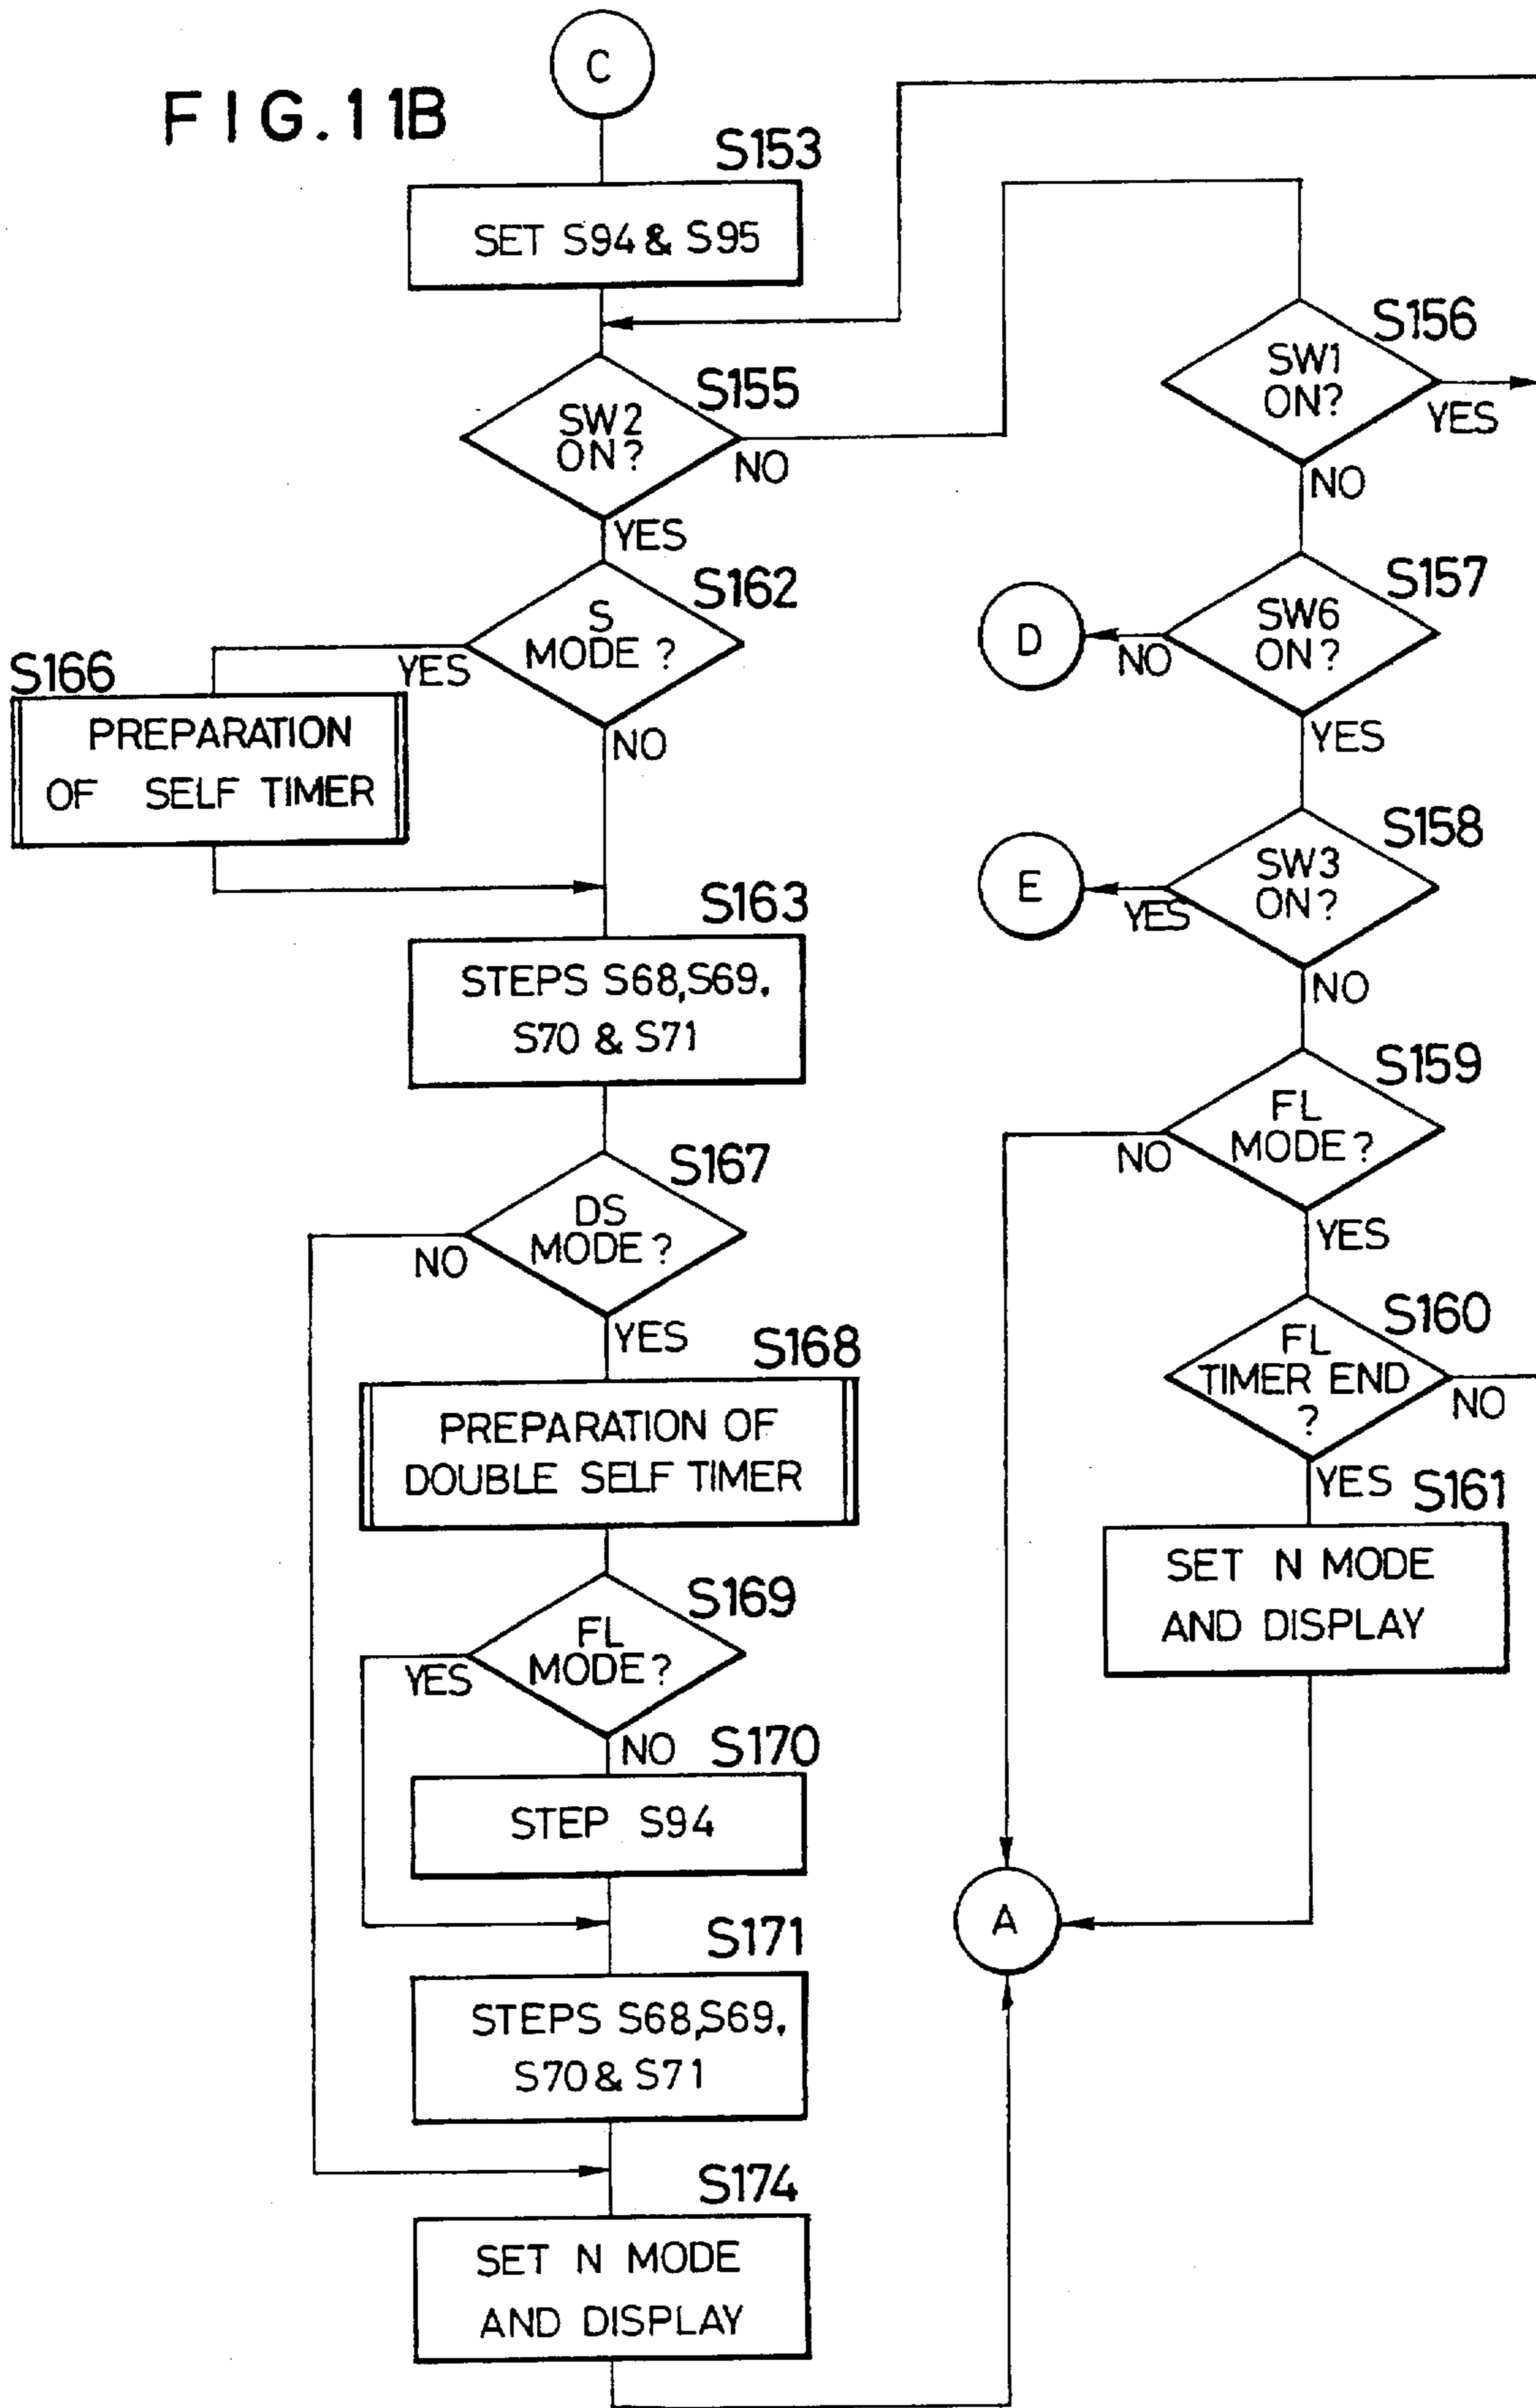 C
FIG.11B
S153
SET S94 & S95
S155
SW2
ON?
NO
YES
S162
S
MODE ?
YES
NO
S166
PREPARATION
OF SELF TIMER
S163
STEPS S68,S69,
S70 & S71
S167
DS
MODE ?
NO
YES
S168
PREPARATION OF
DOUBLE SELF TIMER
S169
FL
MODE ?
YES
NO
S170
STEP S94
S171
STEPS S68,S69,
S70 & S71
S174
SET N MODE
AND DISPLAY
S156
SW1
ON?
YES
NO
S157
SW6
ON?
D
NO
YES
S158
SW3
ON?
E
YES
NO
S159
FL
MODE ?
NO
YES
S160
FL
TIMER END
?
NO
YES
S161
SET N MODE
AND DISPLAY
A